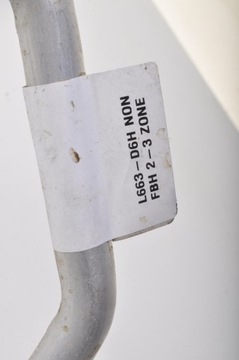 L663-D6H NON
FBH 2-3 ZONE